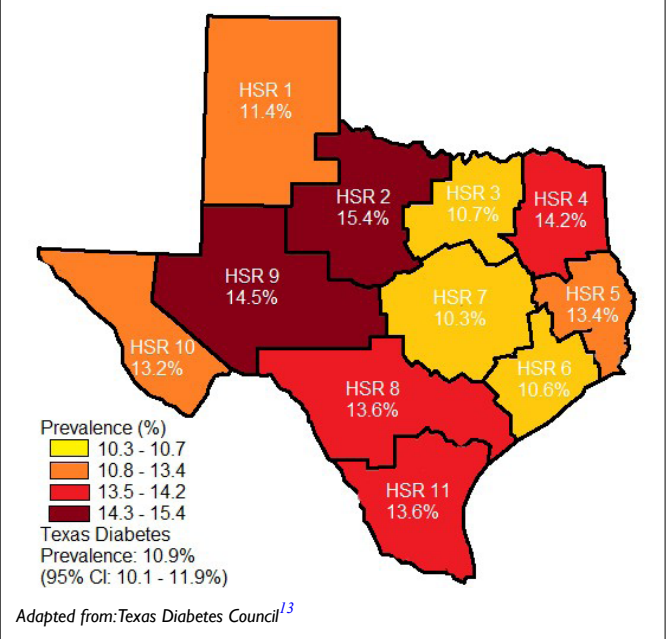 HSR 1
11.4%
HSR 2
15.4%
HSR 3
10.7%
HSR 4
14.2%
HSR 9
14.5%
HSR 7
10.3%
HSR 5
13.4%
HSR 10
13.2%
HSR 6
10.6%
HSR 8
13.6%
HSR 11
13.6%
Prevalence (%)
10.3 - 10.7
10.8 - 13.4
13.5 - 14.2
14.3 - 15.4
Texas Diabetes
Prevalence: 10.9%
(95% CI: 10.1 - 11.9%)
Adapted from:Texas Diabetes Council13